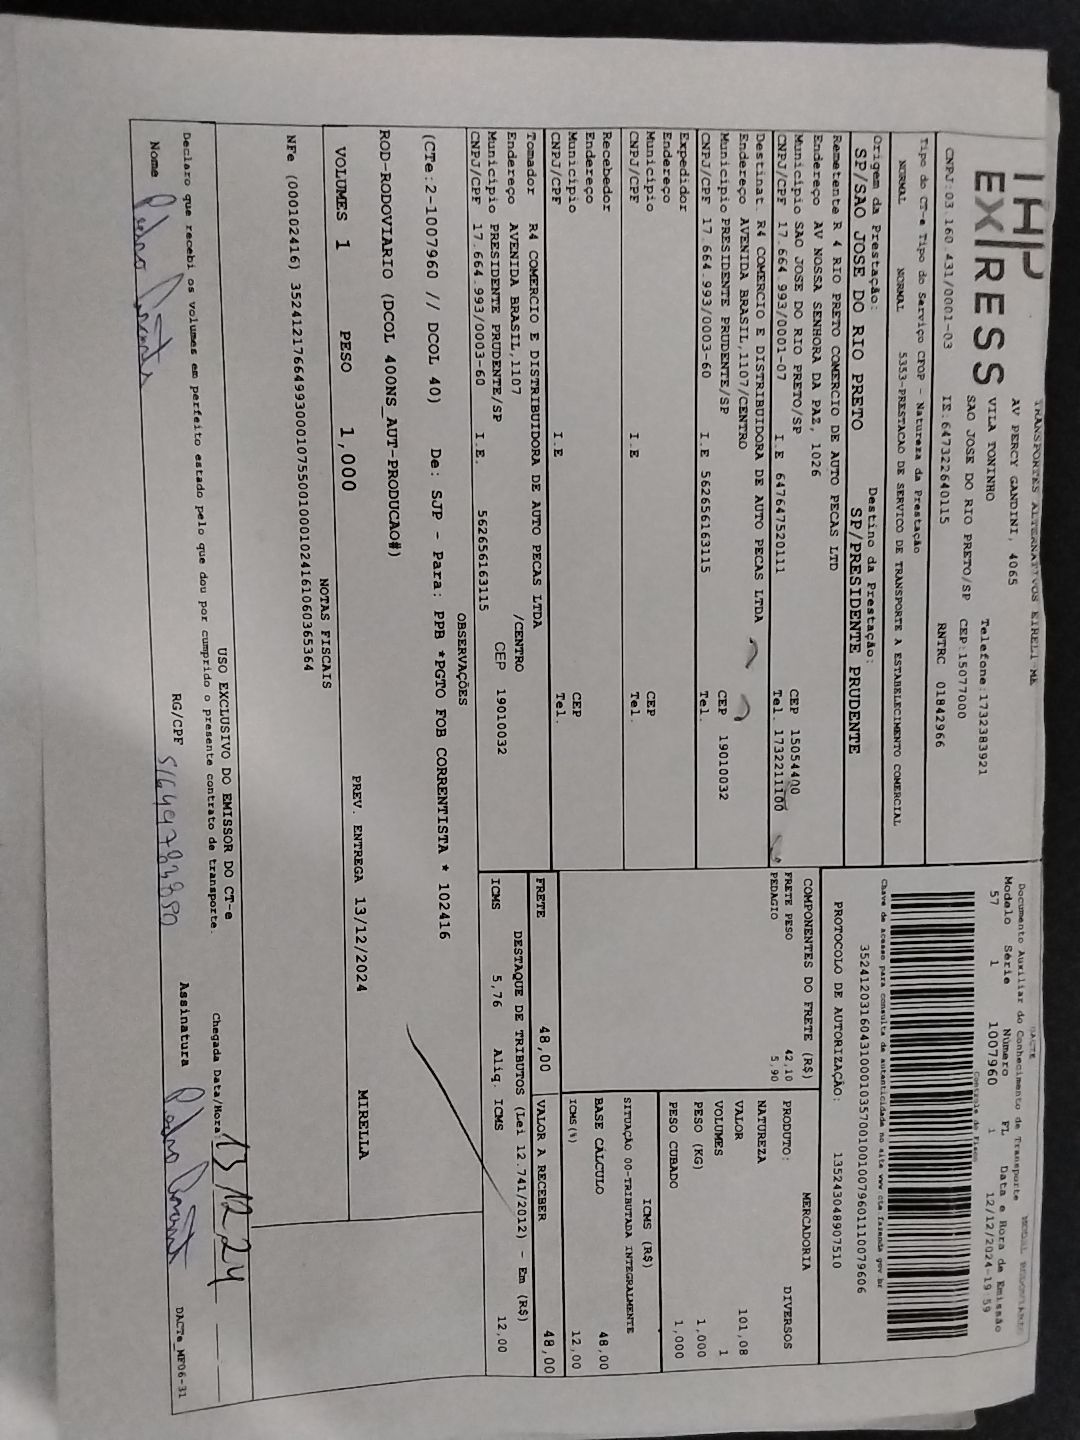 IHP
EX/RESS
TRANSPORTES ALTERNATIVOS EIRELI-ME
AV PERCY GANDINI, 4065
VILA TONINHO Telefone:1732383921
SAO JOSE DO RIO PRETO/SP CEP:15077000
CNPJ:03.160.431/0001-03 IE:647322640115 RNTRC 01842966
DACTE MODAL RODOVIARIO
Documento Auxiliar do Conhecimento de Transporte
Modelo Série Número FL Data e Hora de Emissão
57 1 1007960 1 12/12/2024-19:59
Controle do Fisco
Chave de acesso para consulta de autenticidade no site www.cte.fazenda.gov.br
35241203160431000103570010010079601110079606
PROTOCOLO DE AUTORIZAÇÃO: 135243048907510
Tipo do CT-e Tipo do Serviço CFOP - Natureza da Prestação
NORMAL NORMAL 5353-PRESTACAO DE SERVICO DE TRANSPORTE A ESTABELECIMENTO COMERCIAL
Origem da Prestação: Destino da Prestação:
SP/SAO JOSE DO RIO PRETO SP/PRESIDENTE PRUDENTE
Remetente R 4 RIO PRETO COMERCIO DE AUTO PECAS LTD
Endereço AV NOSSA SENHORA DA PAZ, 1026
Município SAO JOSE DO RIO PRETO/SP CEP 15054400
CNPJ/CPF 17.664.993/0001-07 I.E 647647520111 Tel. 1732211100
Destinat. R4 COMERCIO E DISTRIBUIDORA DE AUTO PECAS LTDA
Endereço AVENIDA BRASIL,1107/CENTRO
Município PRESIDENTE PRUDENTE/SP CEP 19010032
CNPJ/CPF 17.664.993/0003-60 I.E 562656163115 Tel.
Expedidor
Endereço
Município CEP
CNPJ/CPF I.E Tel.
Recebedor
Endereço
Município CEP
CNPJ/CPF I.E Tel.
Tomador R4 COMERCIO E DISTRIBUIDORA DE AUTO PECAS LTDA
Endereço AVENIDA BRASIL,1107 /CENTRO
Município PRESIDENTE PRUDENTE/SP CEP 19010032
CNPJ/CPF 17.664.993/0003-60 I.E. 562656163115
COMPONENTES DO FRETE (R$)
FRETE PESO 42,10
PEDAGIO 5,90
PRODUTO: MERCADORIA DIVERSOS
NATUREZA
VALOR 101,08
VOLUMES 1
PESO (KG) 1,000
PESO CUBADO 1,000
ICMS (R$)
SITUAÇÃO 00-TRIBUTADA INTEGRALMENTE
BASE CALCULO 48,00
ICMS(%) 12,00
FRETE 48,00 VALOR A RECEBER 48,00
DESTAQUE DE TRIBUTOS (Lei 12.741/2012) - Em (R$)
ICMS 5,76 Aliq. ICMS 12,00
OBSERVAÇÕES
(CTe:2-1007960 // DCOL 40) De: SJP - Para: PPB *PGTO FOB CORRENTISTA * 102416
ROD-RODOVIARIO (DCOL 400NS_AUT-PRODUCAO#)
VOLUMES 1 PESO 1,000 PREV. ENTREGA 13/12/2024 MIRELLA
NOTAS FISCAIS
NFe (000102416) 35241217664993000107550010001024161060365364
USO EXCLUSIVO DO EMISSOR DO CT-e
Declaro que recebi os volumes em perfeito estado pelo que dou por cumprido o presente contrato de transporte.
Chegada Data/Hora: 13/12/24
Nome Pedro RG/CPF Assinatura Pedro
DACTe_MF06-31